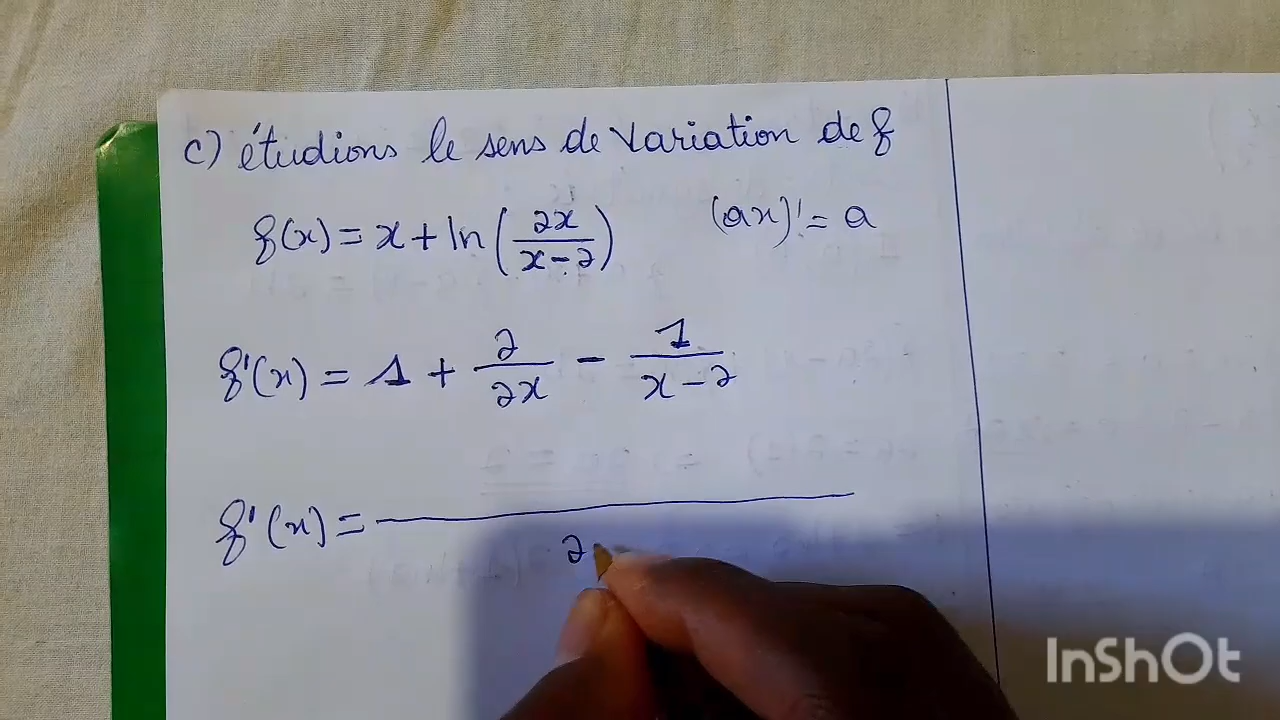 c) étudions le sens de variation de f
f(x) = x + ln(2x/(x-2))    (ax)' = a
f'(x) = 1 + 2/2x - 1/(x-2)
f'(x) = ――― / 2
InShOt